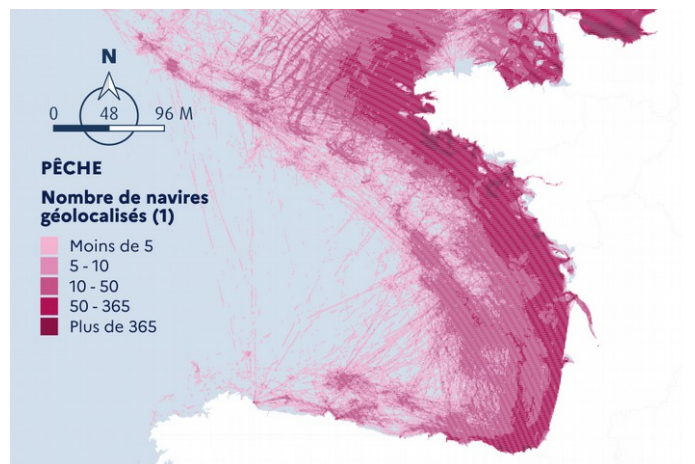 N
0 48 96 M
PÊCHE
Nombre de navires
géolocalisés (1)
Moins de 5
5 - 10
10 - 50
50 - 365
Plus de 365